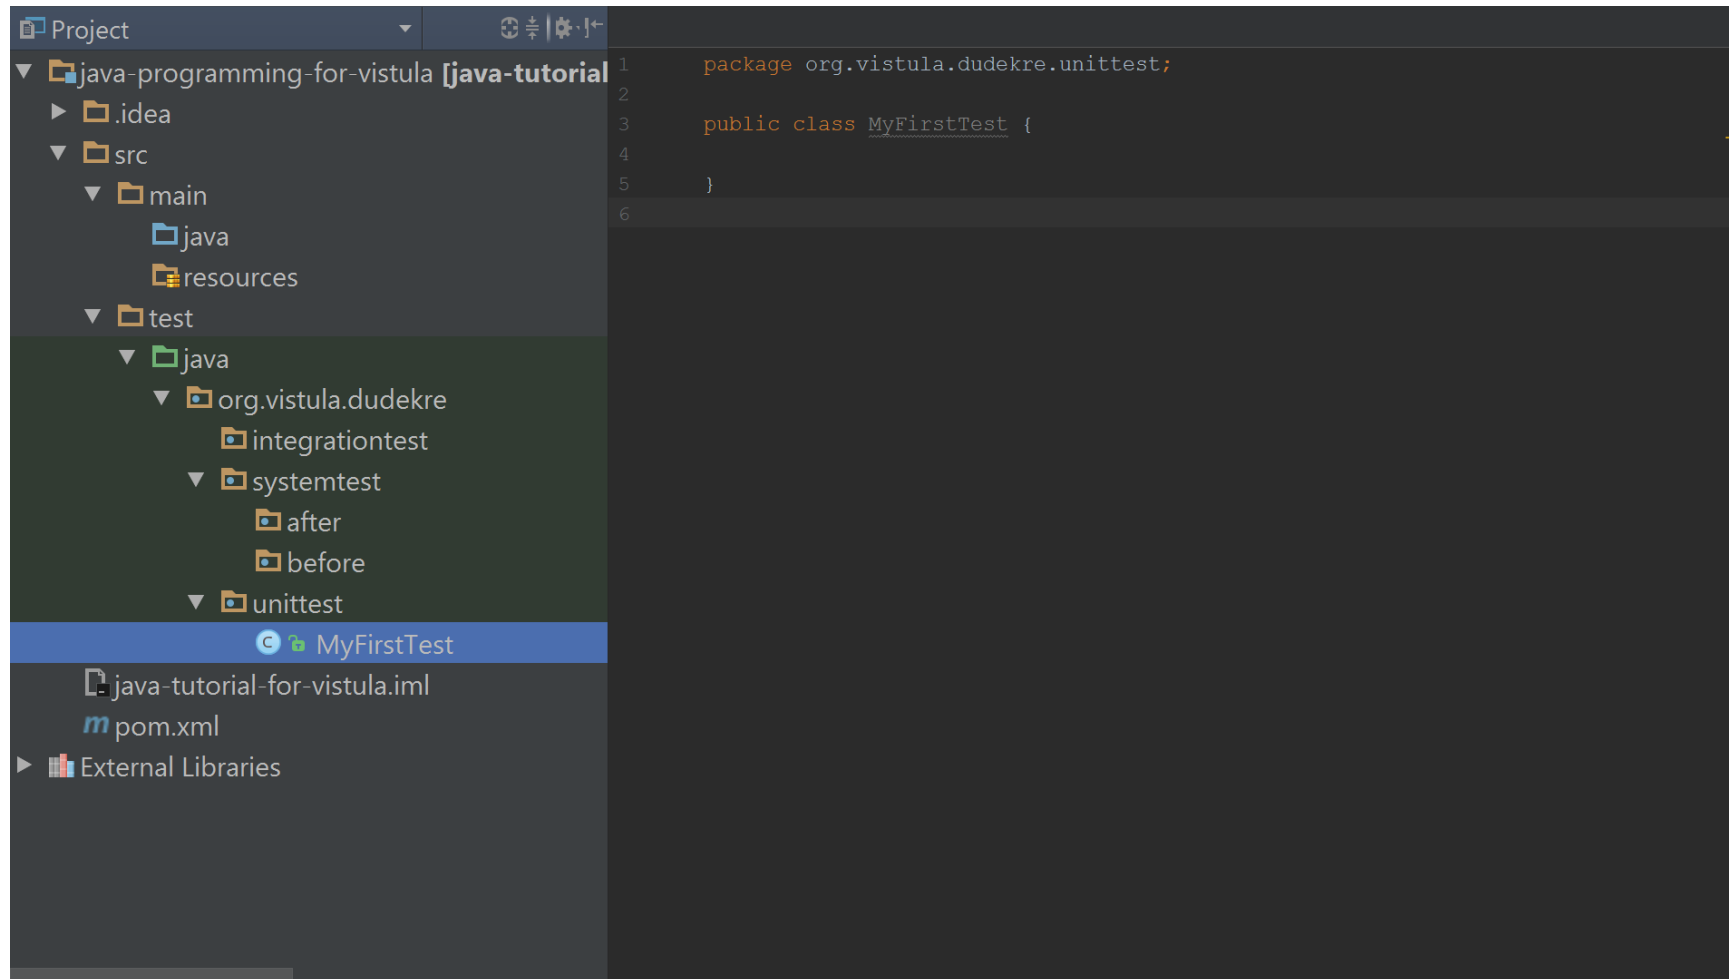 Project
java-programming-for-vistula [java-tutorial
.idea
src
main
java
resources
test
java
org.vistula.dudekre
integrationtest
systemtest
after
before
unittest
C MyFirstTest
java-tutorial-for-vistula.iml
m pom.xml
External Libraries
1 package org.vistula.dudekre.unittest;
2
3 public class MyFirstTest {
4
5 }
6